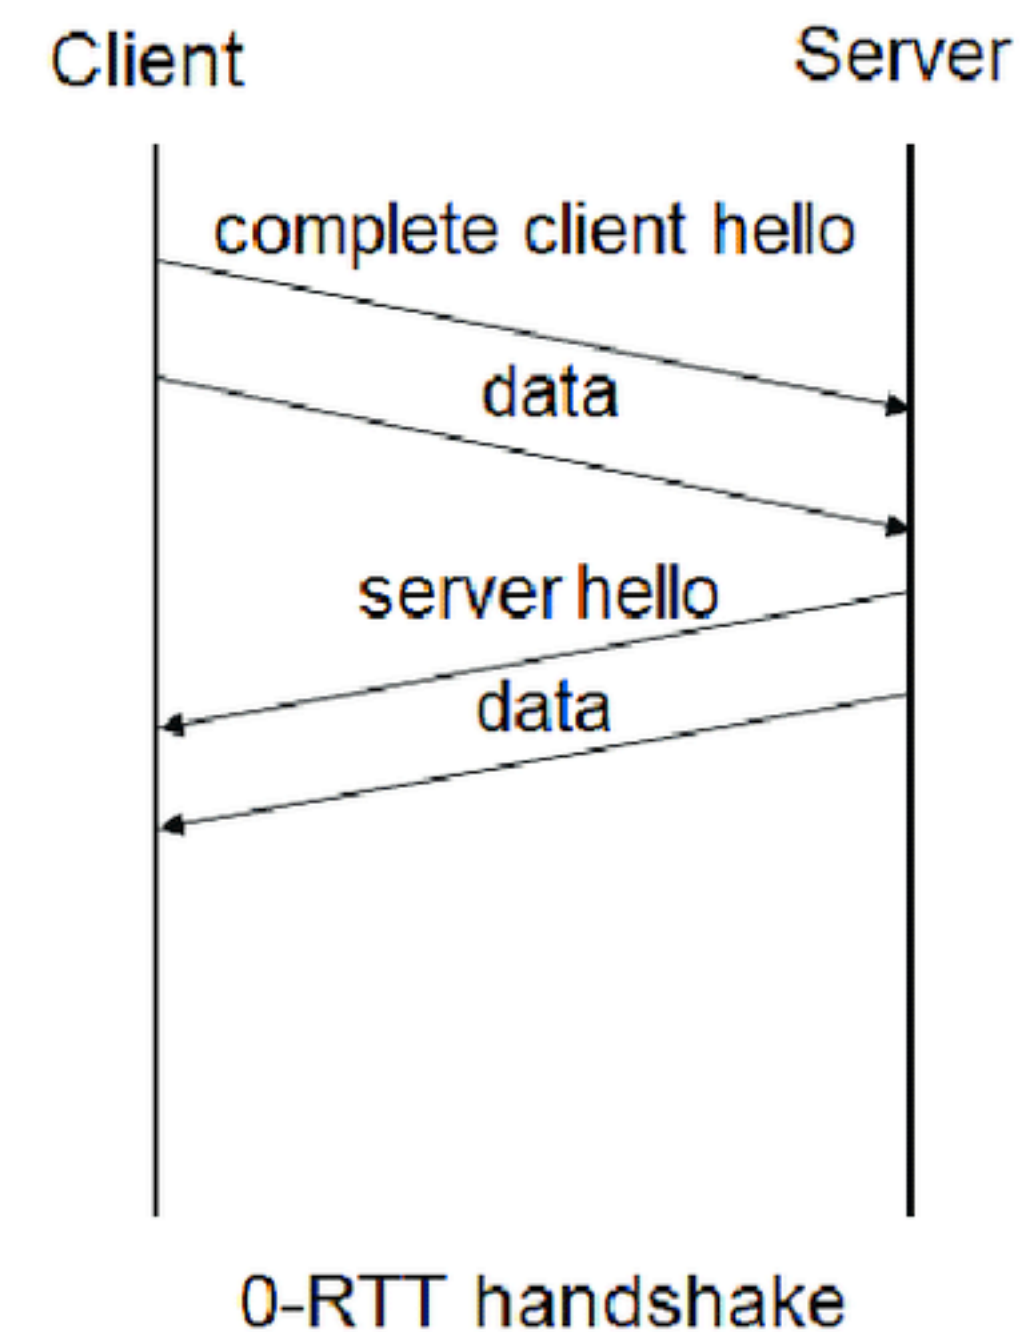 Client
Server
complete client hello
data
server hello
data
0-RTT handshake